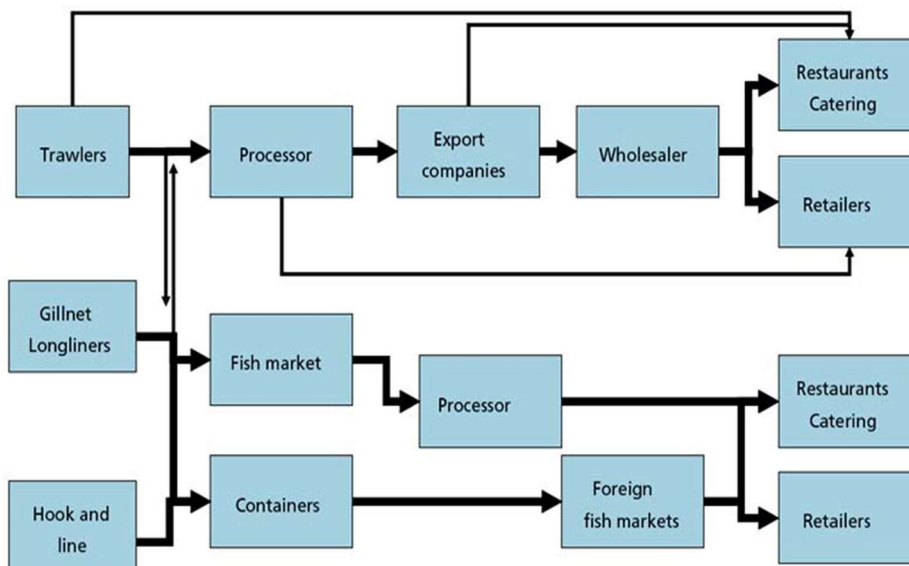 Restaurants
Catering
Trawlers
Processor
Export
companies
Wholesaler
Retailers
Gillnet
Longliners
Fish market
Processor
Restaurants
Catering
Hook and
line
Containers
Foreign
fish markets
Retailers